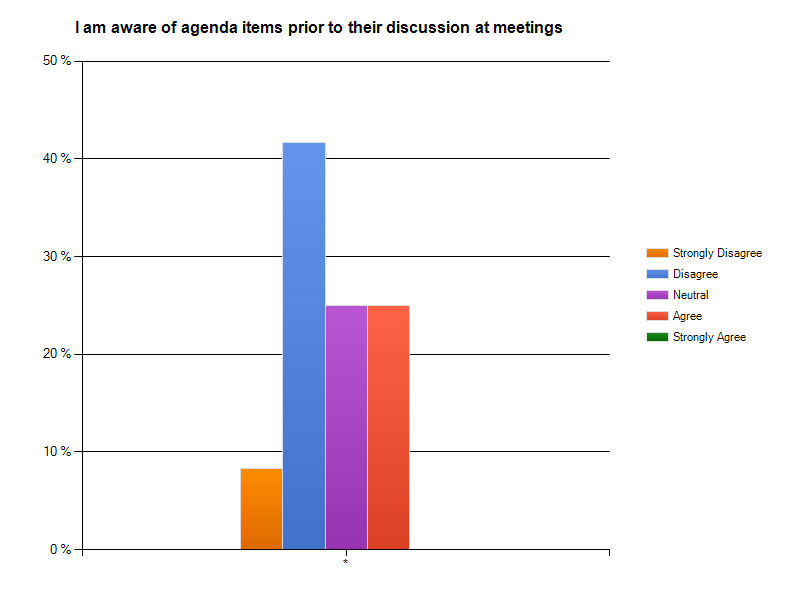 I am aware of agenda items prior to their discussion at meetings
50 %
40 %
30 %
20 %
10 %
0 %
*
Strongly Disagree
Disagree
Neutral
Agree
Strongly Agree